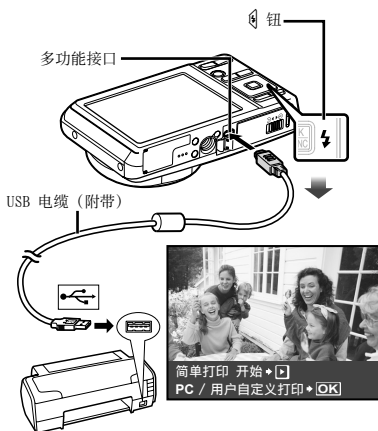 钮
多功能接口
K
NC
USB 电缆（附带）
简单打印 开始
PC / 用户自定义打印 OK